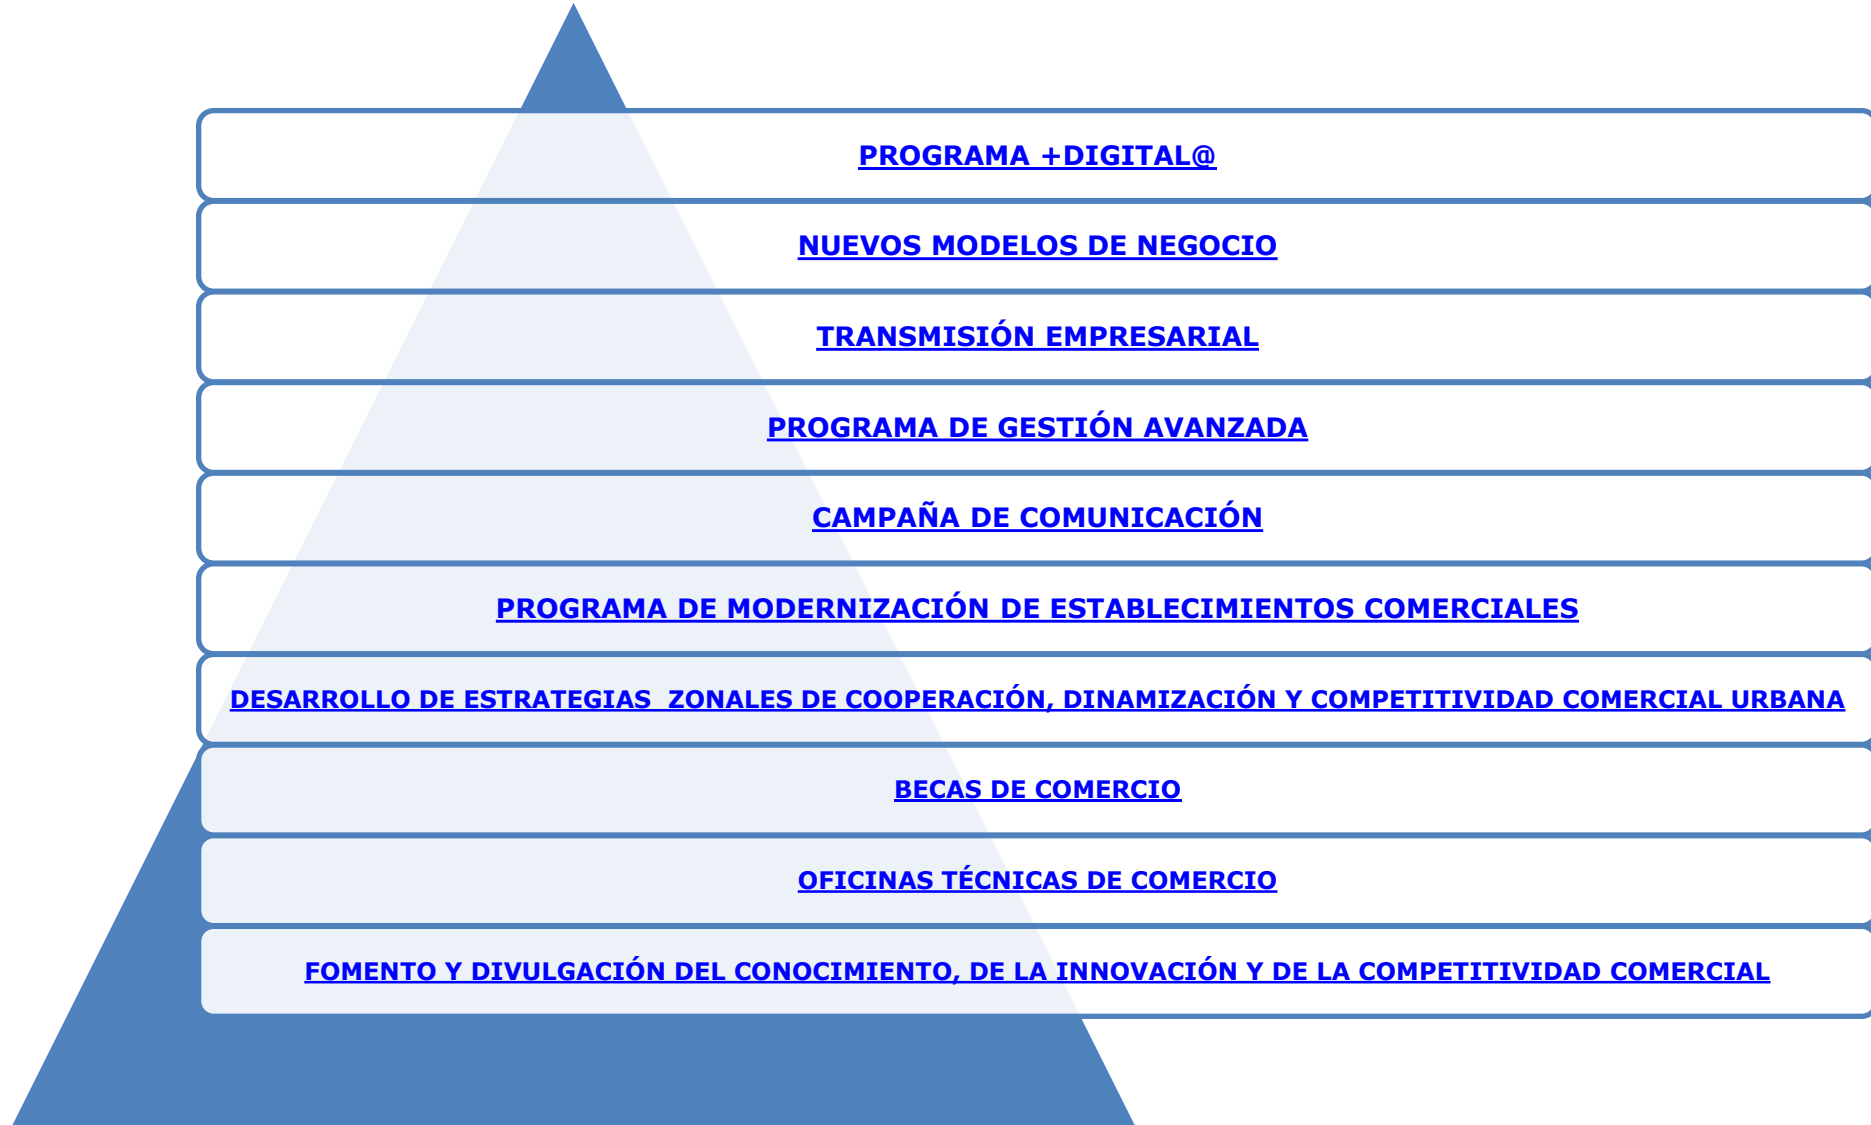 PROGRAMA +DIGITAL@
NUEVOS MODELOS DE NEGOCIO
TRANSMISIÓN EMPRESARIAL
PROGRAMA DE GESTIÓN AVANZADA
CAMPAÑA DE COMUNICACIÓN
PROGRAMA DE MODERNIZACIÓN DE ESTABLECIMIENTOS COMERCIALES
DESARROLLO DE ESTRATEGIAS  ZONALES DE COOPERACIÓN, DINAMIZACIÓN Y COMPETITIVIDAD COMERCIAL URBANA
BECAS DE COMERCIO
OFICINAS TÉCNICAS DE COMERCIO
FOMENTO Y DIVULGACIÓN DEL CONOCIMIENTO, DE LA INNOVACIÓN Y DE LA COMPETITIVIDAD COMERCIAL